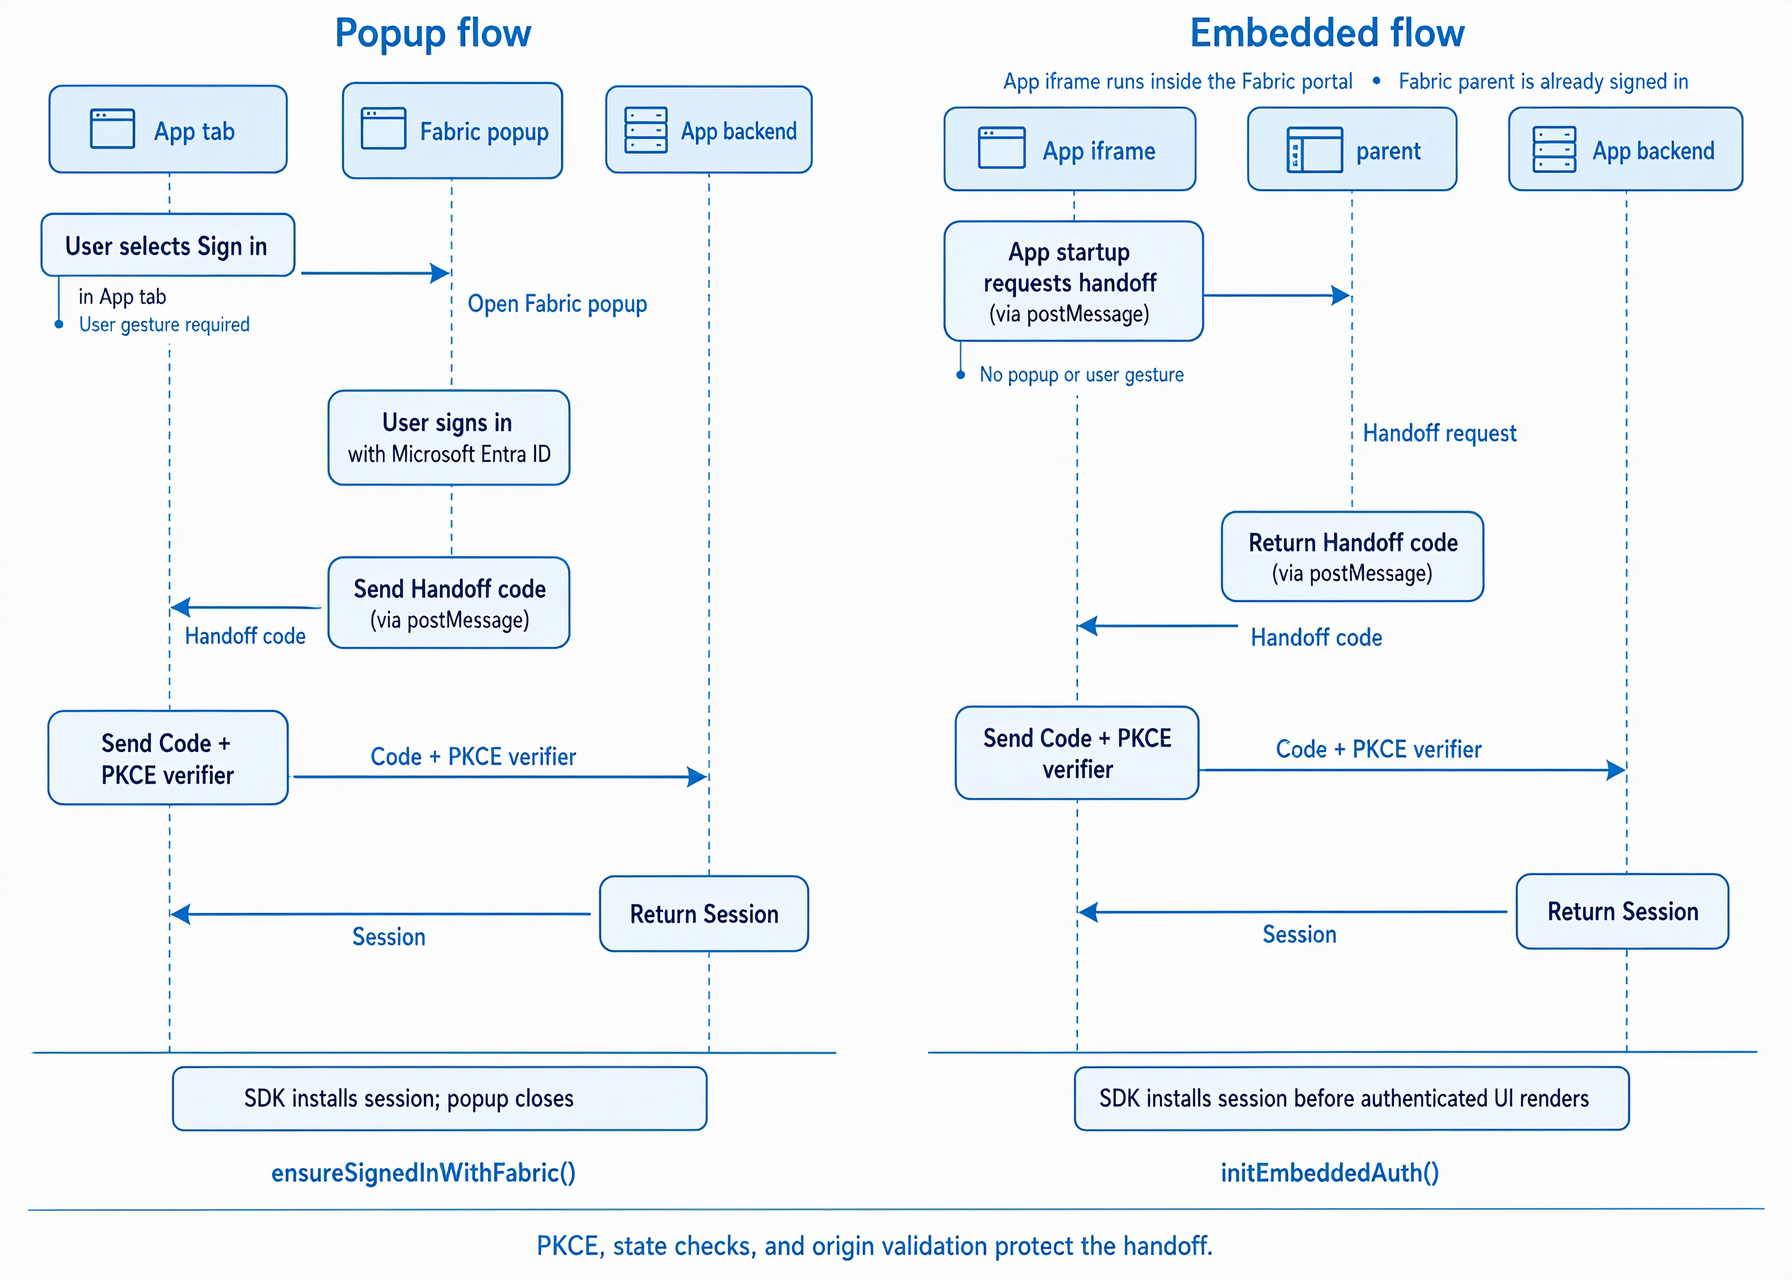 Popup flow
App tab
Fabric popup
App backend
User selects Sign in
in App tab
User gesture required
Open Fabric popup
User signs in
with Microsoft Entra ID
Send Handoff code
(via postMessage)
Handoff code
Send Code +
PKCE verifier
Code + PKCE verifier
Return Session
Session
SDK installs session; popup closes
ensureSignedInWithFabric()
Embedded flow
App iframe runs inside the Fabric portal • Fabric parent is already signed in
App iframe
parent
App backend
App startup
requests handoff
(via postMessage)
No popup or user gesture
Handoff request
Return Handoff code
(via postMessage)
Handoff code
Send Code + PKCE
verifier
Code + PKCE verifier
Return Session
Session
SDK installs session before authenticated UI renders
initEmbeddedAuth()
PKCE, state checks, and origin validation protect the handoff.